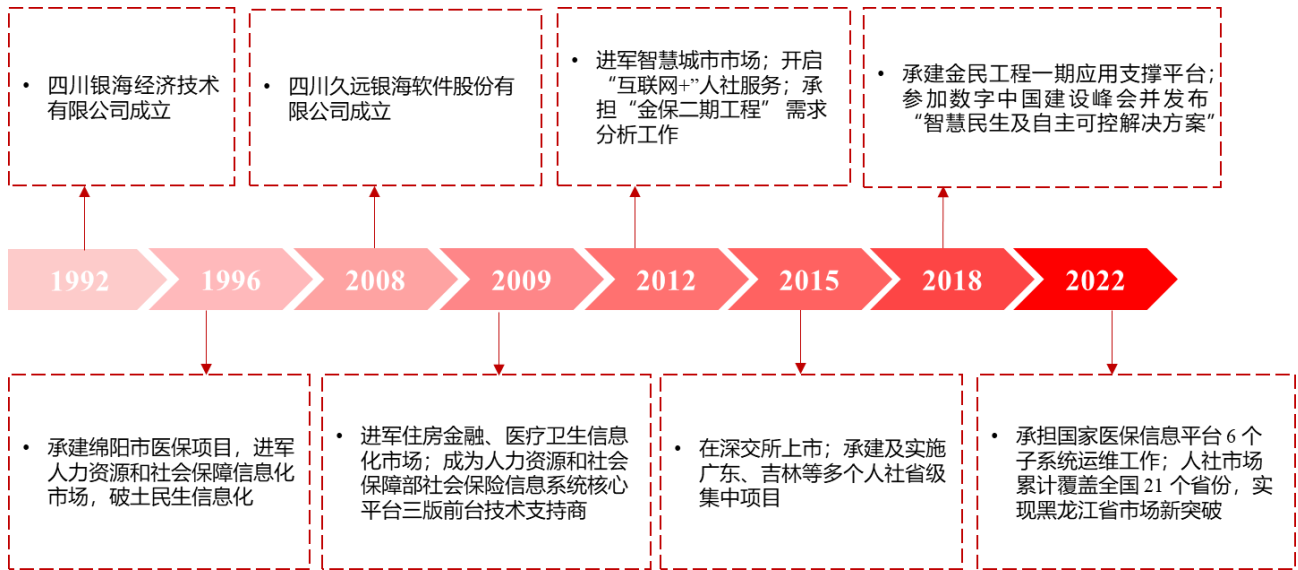 • 四川银海经济技术
有限公司成立
• 四川久远银海软件股份有
限公司成立
• 进军智慧城市市场；开启
“互联网+”人社服务；承
担“金保二期工程” 需求
分析工作
• 承建金民工程一期应用支撑平台；
参加数字中国建设峰会并发布
“智慧民生及自主可控解决方案”
1992
1996
2008
2009
2012
2015
2018
2022
• 承建绵阳市医保项目，进军
人力资源和社会保障信息化
市场，破土民生信息化
• 进军住房金融、医疗卫生信息
化市场；成为人力资源和社会
保障部社会保险信息系统核心
平台三版前台技术支持商
• 在深交所上市；承建及实施
广东、吉林等多个人社省级
集中项目
• 承担国家医保信息平台 6 个
子系统运维工作；人社市场
累计覆盖全国 21 个省份，实
现黑龙江省市场新突破